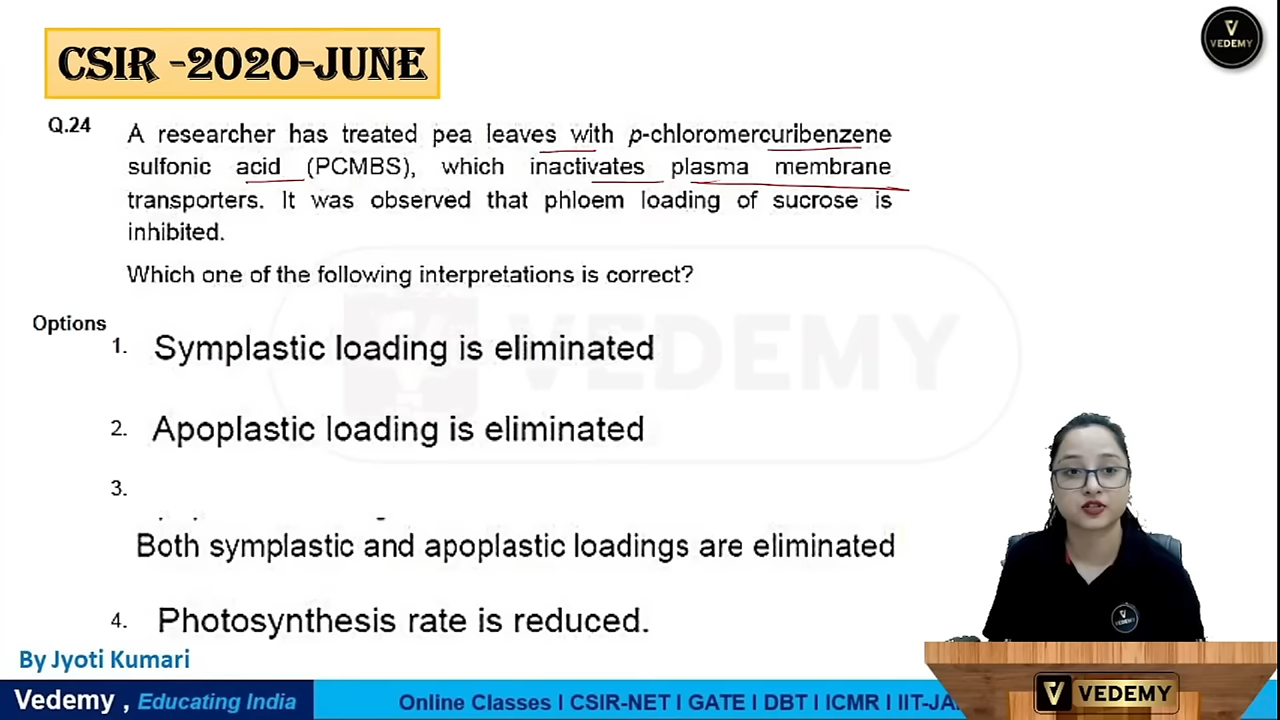 CSIR -2020-JUNE
VEDEMY
Q.24
A researcher has treated pea leaves with p-chloromercuribenzene
sulfonic acid (PCMBS), which inactivates plasma membrane
transporters. It was observed that phloem loading of sucrose is
inhibited.
Which one of the following interpretations is correct?
VEDEMY
Options
1. Symplastic loading is eliminated
2. Apoplastic loading is eliminated
3.
Both symplastic and apoplastic loadings are eliminated
4. Photosynthesis rate is reduced.
By Jyoti Kumari
VEDEMY
Vedemy , Educating India
Online Classes I CSIR-NET I GATE I DBT I ICMR I IIT-JA